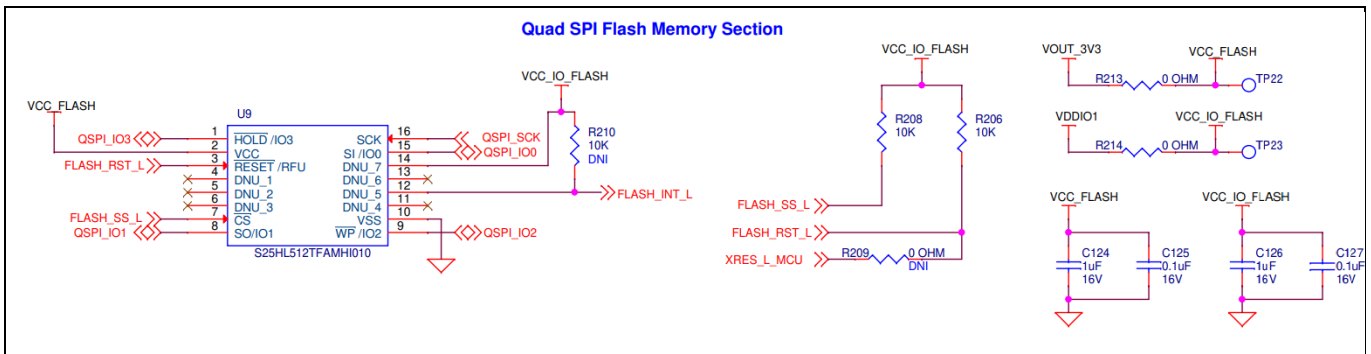 Quad SPI Flash Memory Section
VCC_FLASH
U9
VCC_IO_FLASH
QSPI_IO3
1
HOLD/IO3
SCK
16
QSPI_SCK
2
VCC
SI/IO0
15
QSPI_IO0
FLASH_RST_L
3
RESET/RFU
DNU_7
14
4
DNU_1
DNU_6
13
5
DNU_2
DNU_5
12
FLASH_INT_L
6
DNU_3
DNU_4
11
FLASH_SS_L
7
CS
VSS
10
QSPI_IO1
8
SO/IO1
WP/IO2
9
QSPI_IO2
S25HL512TFAMHI010
R210
10K
DNI
VCC_IO_FLASH
R208
10K
R206
10K
FLASH_SS_L
FLASH_RST_L
XRES_L_MCU
R209
0 OHM
DNI
VOUT_3V3
VCC_FLASH
R213
0 OHM
TP22
VDDIO1
VCC_IO_FLASH
R214
0 OHM
TP23
VCC_FLASH
C124
1uF
16V
C125
0.1uF
16V
VCC_IO_FLASH
C126
1uF
16V
C127
0.1uF
16V